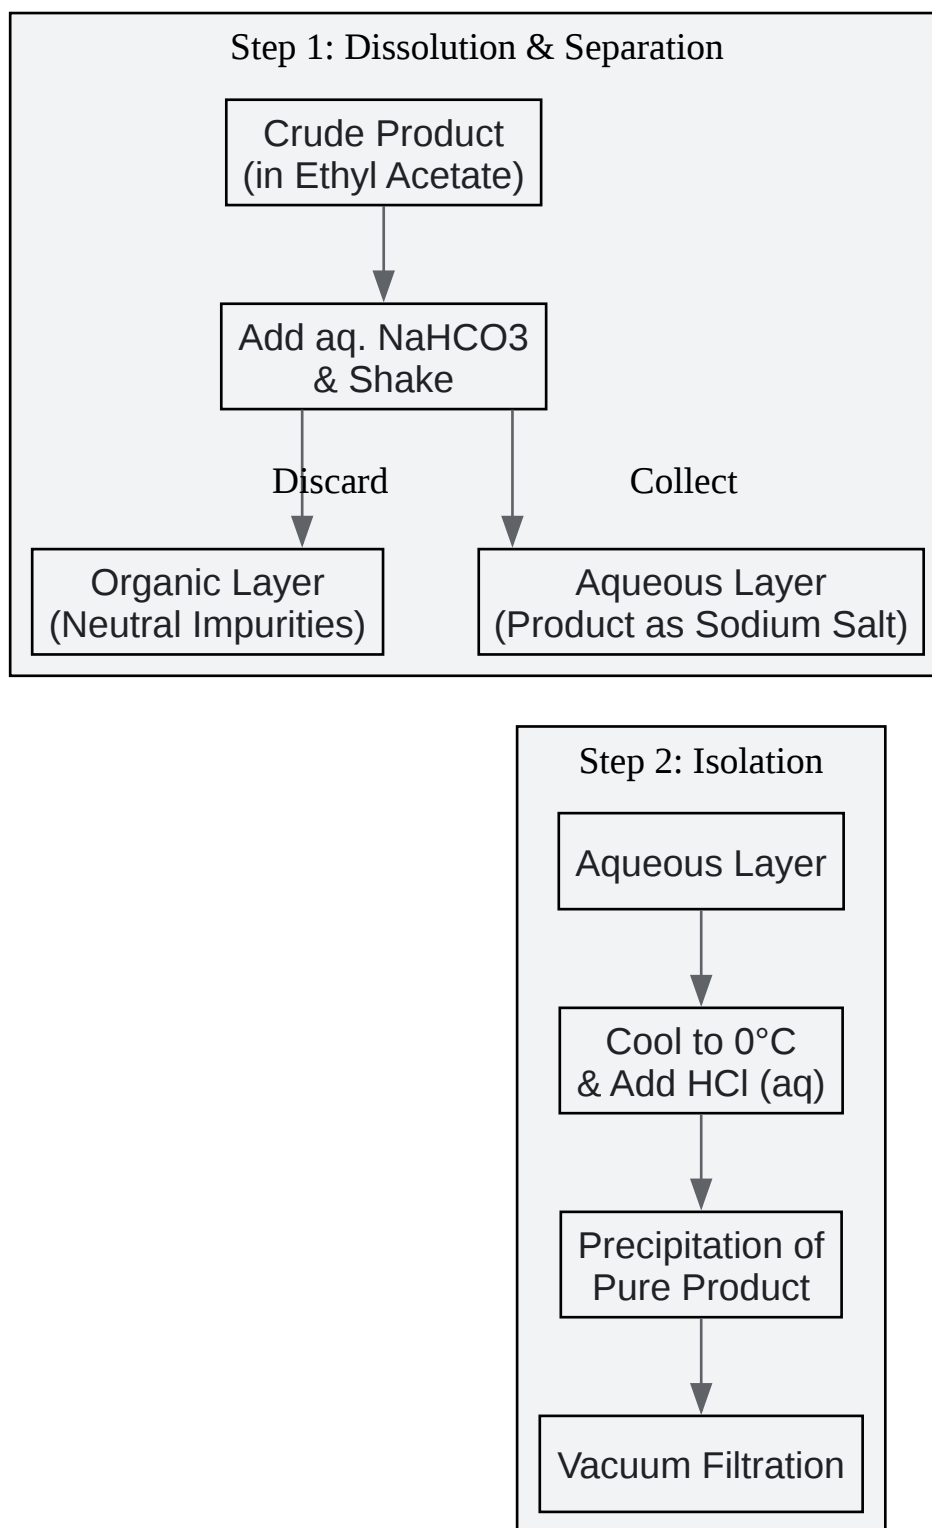 Step 1: Dissolution & Separation
Crude Product
(in Ethyl Acetate)
Add aq. NaHCO3
& Shake
Discard
Collect
Organic Layer
(Neutral Impurities)
Aqueous Layer
(Product as Sodium Salt)
Step 2: Isolation
Aqueous Layer
Cool to 0°C
& Add HCl (aq)
Precipitation of
Pure Product
Vacuum Filtration